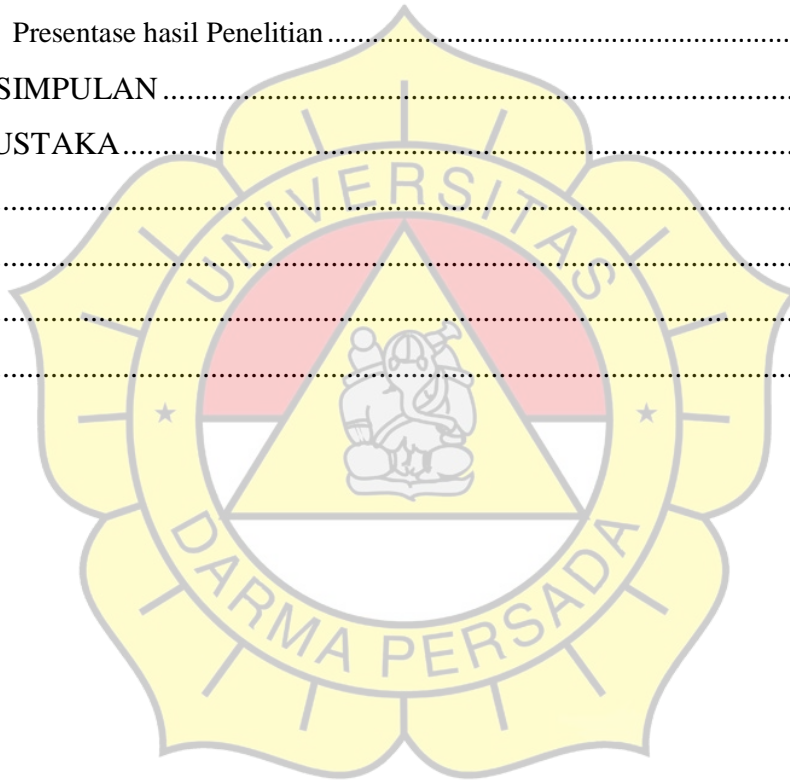 Presentase hasil Penelitian........................................................................
SIMPULAN........................................................................................
USTAKA.............................................................................................
.............................................................................................................
.............................................................................................................
.............................................................................................................
.............................................................................................................
UNIVERSITAS
DARMA PERSADA